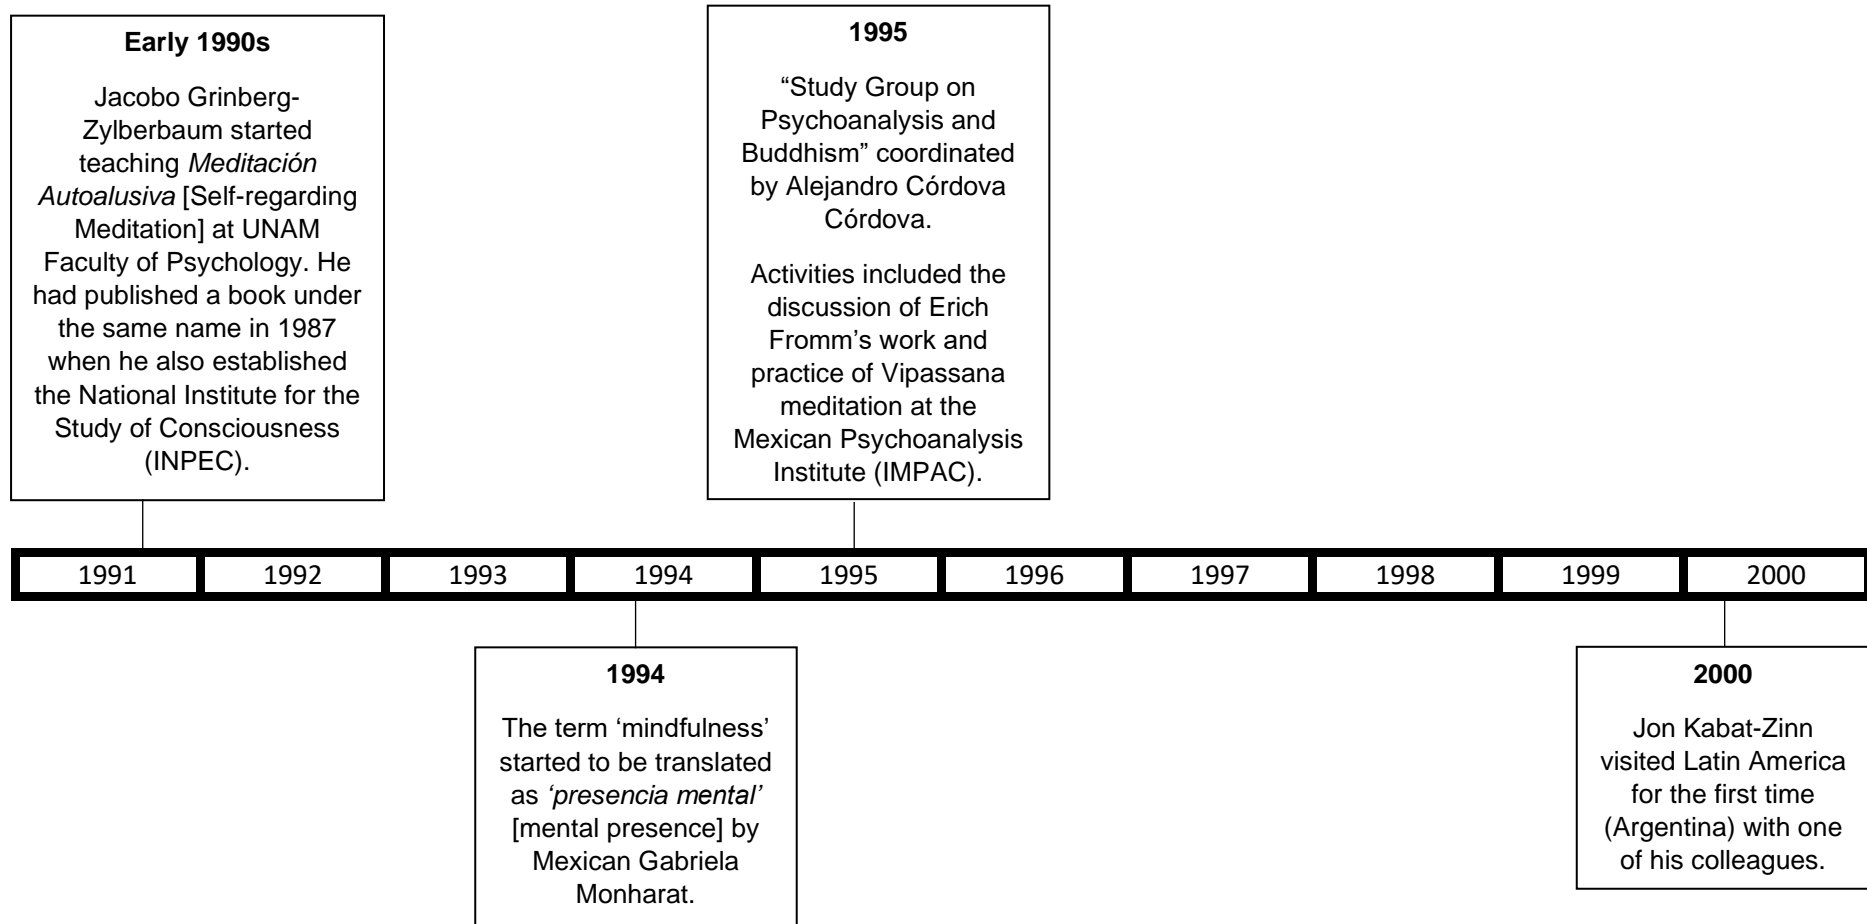 Early 1990s
Jacobo Grinberg-
Zylberbaum started
teaching Meditación
Autoalusiva [Self-regarding
Meditation] at UNAM
Faculty of Psychology. He
had published a book under
the same name in 1987
when he also established
the National Institute for the
Study of Consciousness
(INPEC).
1995
“Study Group on
Psychoanalysis and
Buddhism” coordinated
by Alejandro Córdova
Córdova.
Activities included the
discussion of Erich
Fromm’s work and
practice of Vipassana
meditation at the
Mexican Psychoanalysis
Institute (IMPAC).
1991 1992 1993 1994 1995 1996 1997 1998 1999 2000
1994
The term ‘mindfulness’
started to be translated
as ‘presencia mental’
[mental presence] by
Mexican Gabriela
Monharat.
2000
Jon Kabat-Zinn
visited Latin America
for the first time
(Argentina) with one
of his colleagues.